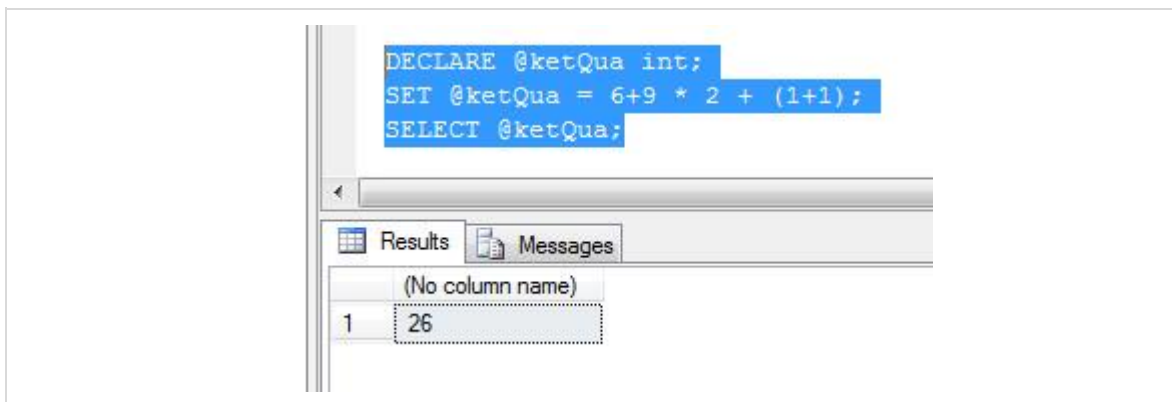 DECLARE @ketQua int;
SET @ketQua = 6+9 * 2 + (1+1);
SELECT @ketQua;
Results Messages
(No column name)
1 26